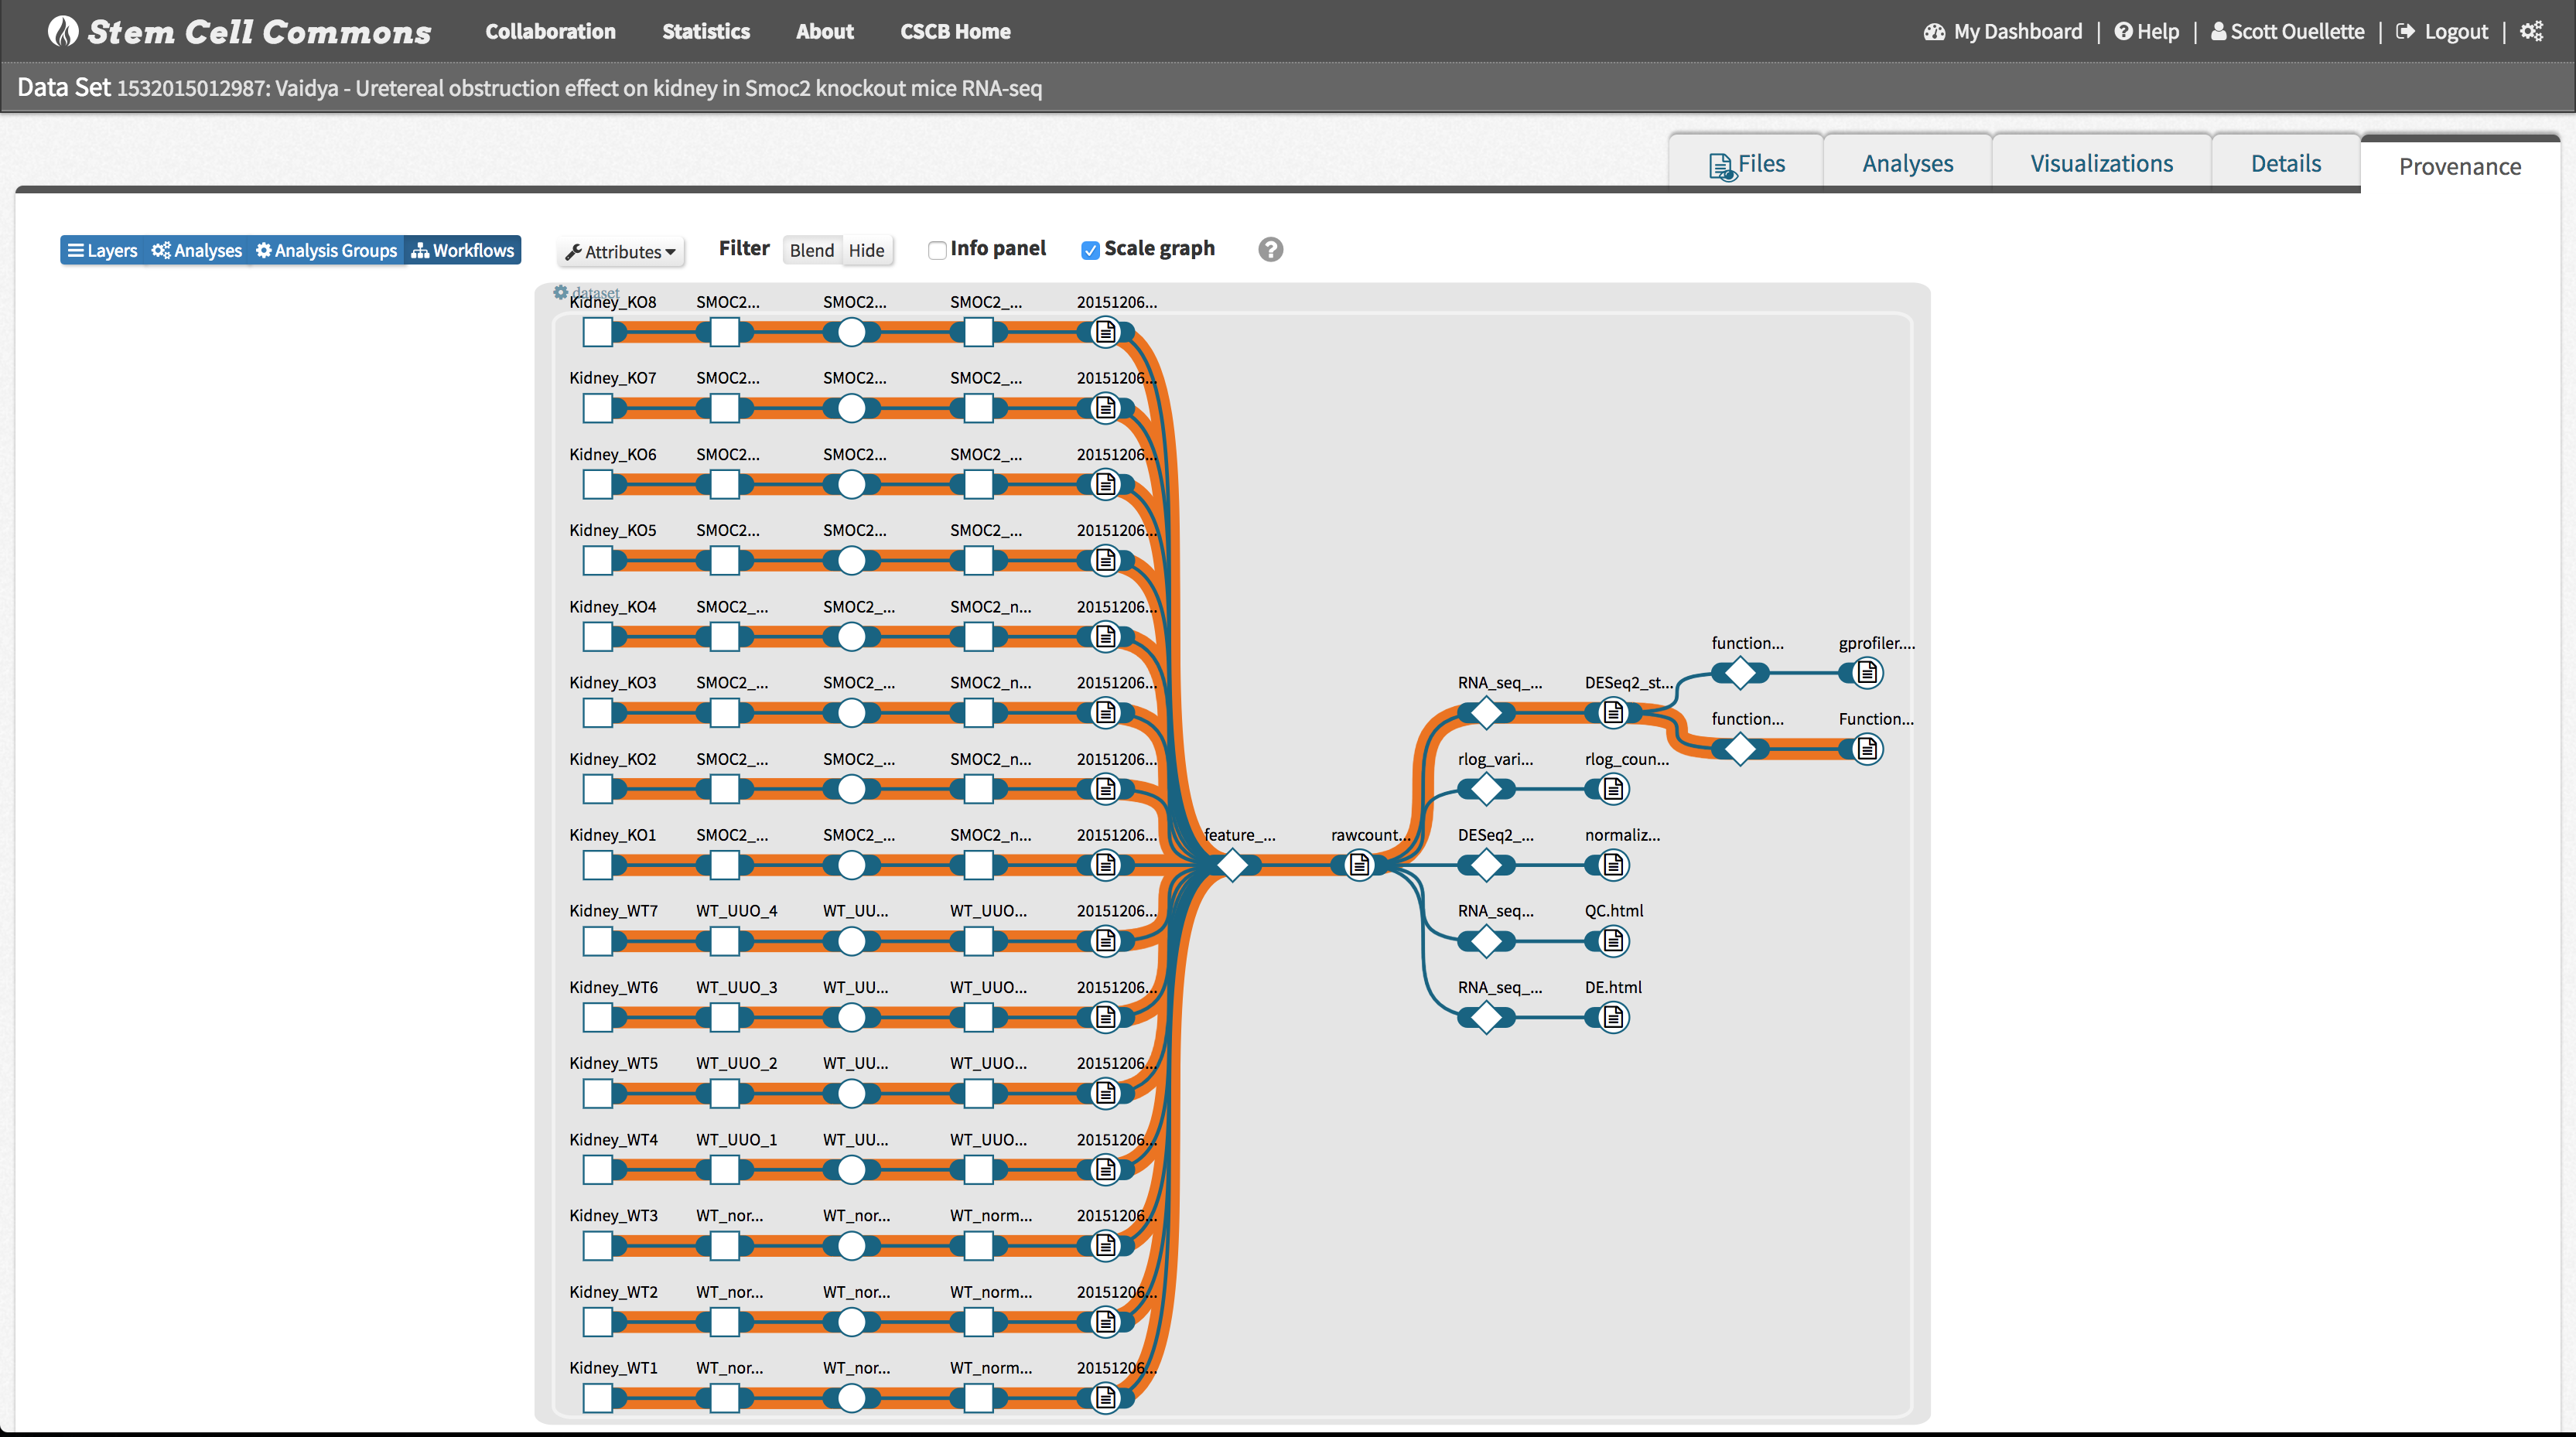 Stem Cell Commons Collaboration Statistics About CSCB Home My Dashboard | Help | Scott Ouellette | Logout |
Data Set 1532015012987: Vaidya - Uretereal obstruction effect on kidney in Smoc2 knockout mice RNA-seq
Files Analyses Visualizations Details Provenance
Layers Analyses Analysis Groups Workflows Attributes Filter Blend Hide Info panel Scale graph ?
dataset
Kidney_KO8 SMOC2... SMOC2... SMOC2_... 20151206...
Kidney_KO7 SMOC2... SMOC2... SMOC2_... 20151206...
Kidney_KO6 SMOC2... SMOC2... SMOC2_... 20151206...
Kidney_KO5 SMOC2... SMOC2... SMOC2_... 20151206...
Kidney_KO4 SMOC2_... SMOC2_... SMOC2_n... 20151206...
function... gprofiler....
Kidney_KO3 SMOC2_... SMOC2_... SMOC2_n... 20151206... RNA_seq_... DESeq2_st...
function... Function...
Kidney_KO2 SMOC2_... SMOC2_... SMOC2_n... 20151206... rlog_vari... rlog_coun...
Kidney_KO1 SMOC2_... SMOC2_... SMOC2_n... 20151206... feature_... rawcount... DESeq2_... normaliz...
Kidney_WT7 WT_UUO_4 WT_UU... WT_UUO... 20151206... RNA_seq... QC.html
Kidney_WT6 WT_UUO_3 WT_UU... WT_UUO... 20151206... RNA_seq_... DE.html
Kidney_WT5 WT_UUO_2 WT_UU... WT_UUO... 20151206...
Kidney_WT4 WT_UUO_1 WT_UU... WT_UUO... 20151206...
Kidney_WT3 WT_nor... WT_nor... WT_norm... 20151206...
Kidney_WT2 WT_nor... WT_nor... WT_norm... 20151206...
Kidney_WT1 WT_nor... WT_nor... WT_norm... 20151206...